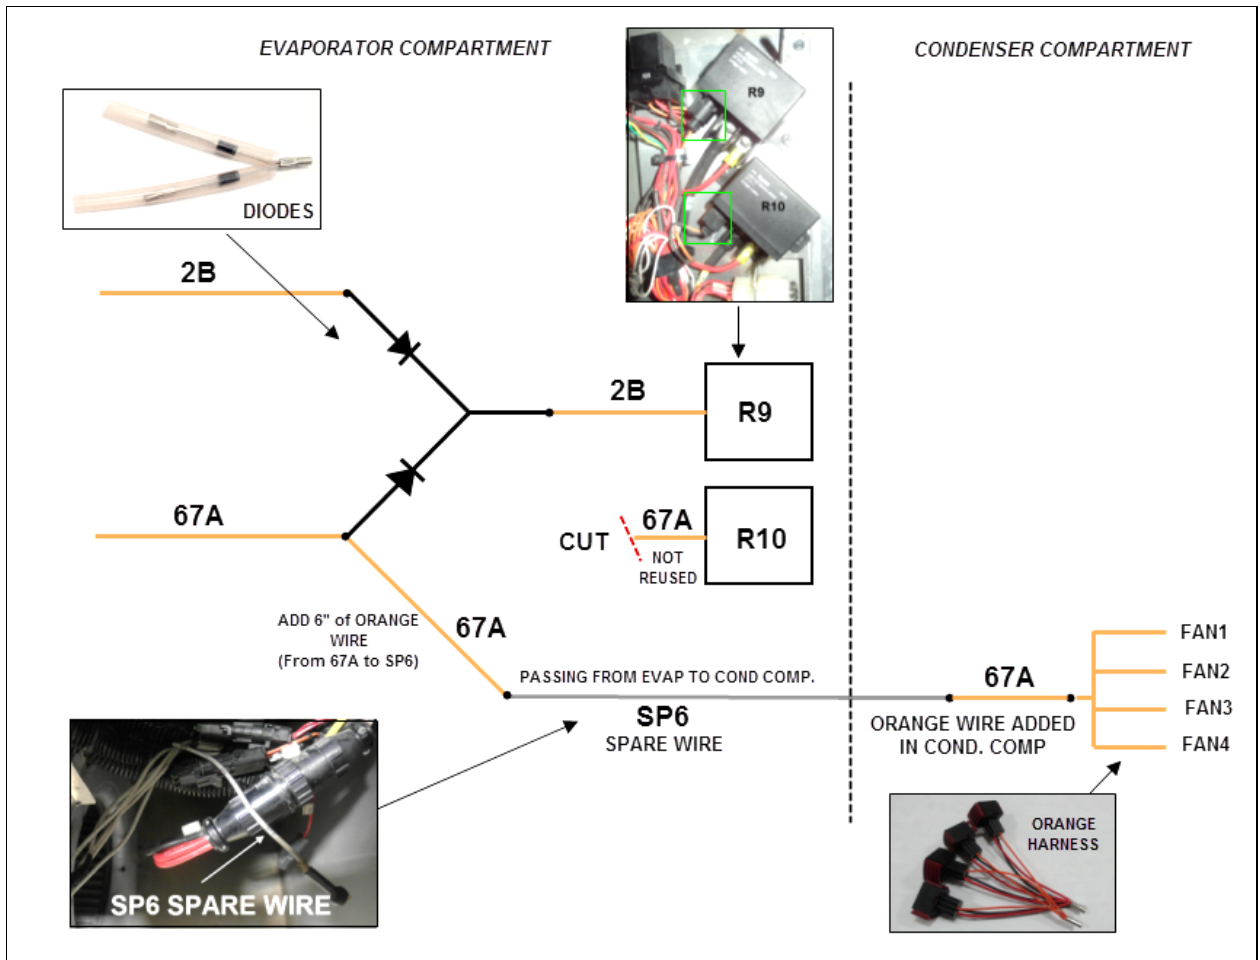 EVAPORATOR COMPARTMENT
CONDENSER COMPARTMENT
R9
R10
DIODES
2B
2B
R9
67A
CUT
67A
NOT
REUSED
R10
ADD 6" of ORANGE
WIRE
(From 67A to SP6)
67A
PASSING FROM EVAP TO COND COMP.
SP6
SPARE WIRE
67A
ORANGE WIRE ADDED
IN COND. COMP
FAN1
FAN2
FAN3
FAN4
SP6 SPARE WIRE
ORANGE
HARNESS